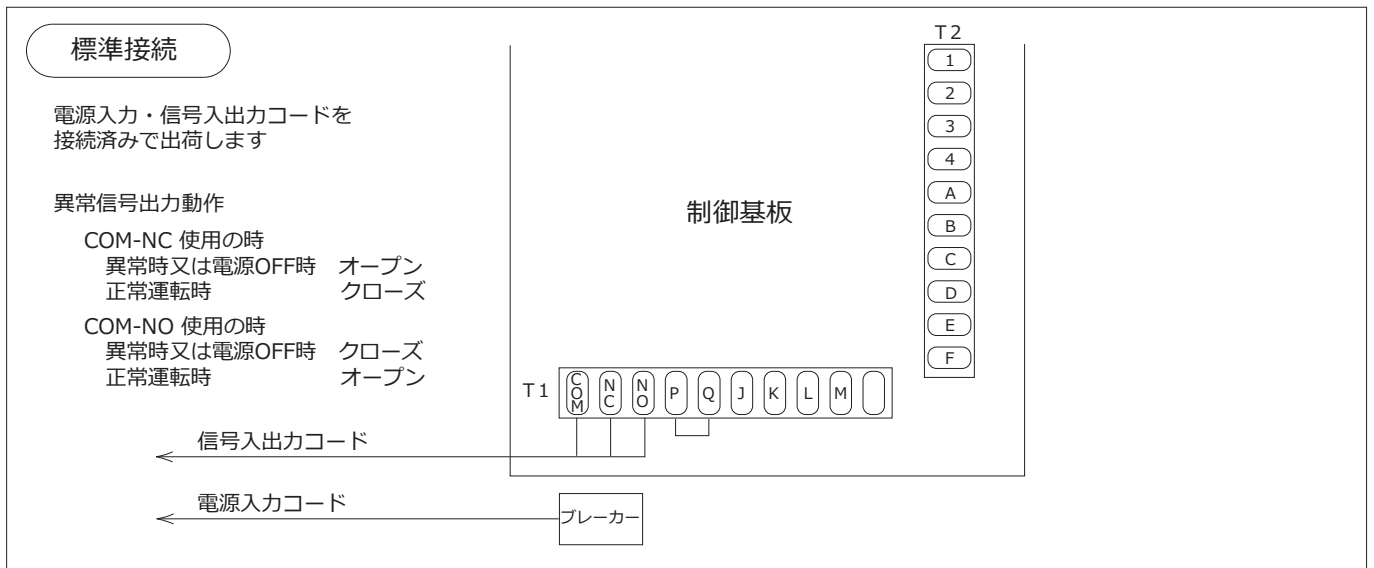 標準接続
電源入力・信号入出力コードを
接続済みで出荷します
異常信号出力動作
COM-NC 使用の時
異常時又は電源OFF時　オープン
正常運転時　クローズ
COM-NO 使用の時
異常時又は電源OFF時　クローズ
正常運転時　オープン
制御基板
T2
1
2
3
4
A
B
C
D
E
F
T1 COM NC NO P Q J K L M
信号入出力コード
電源入力コード
ブレーカー